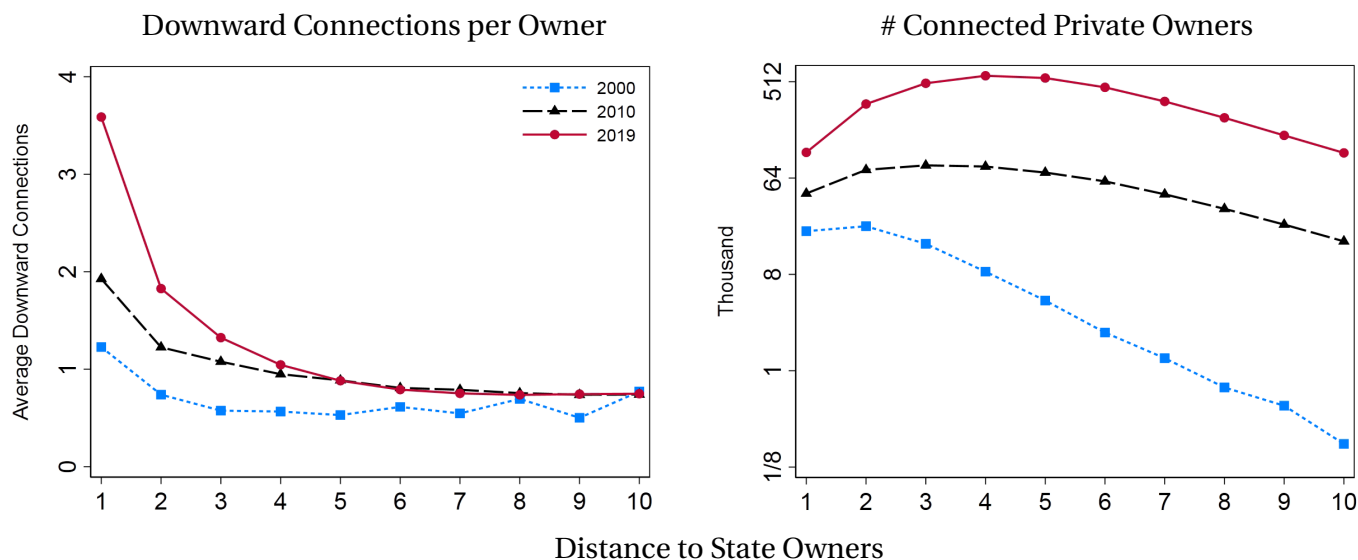 Downward Connections per Owner
# Connected Private Owners
Average Downward Connections
4
3
2
1
0
2000
2010
2019
1 2 3 4 5 6 7 8 9 10
Thousand
512
64
8
1
1/8
1 2 3 4 5 6 7 8 9 10
Distance to State Owners